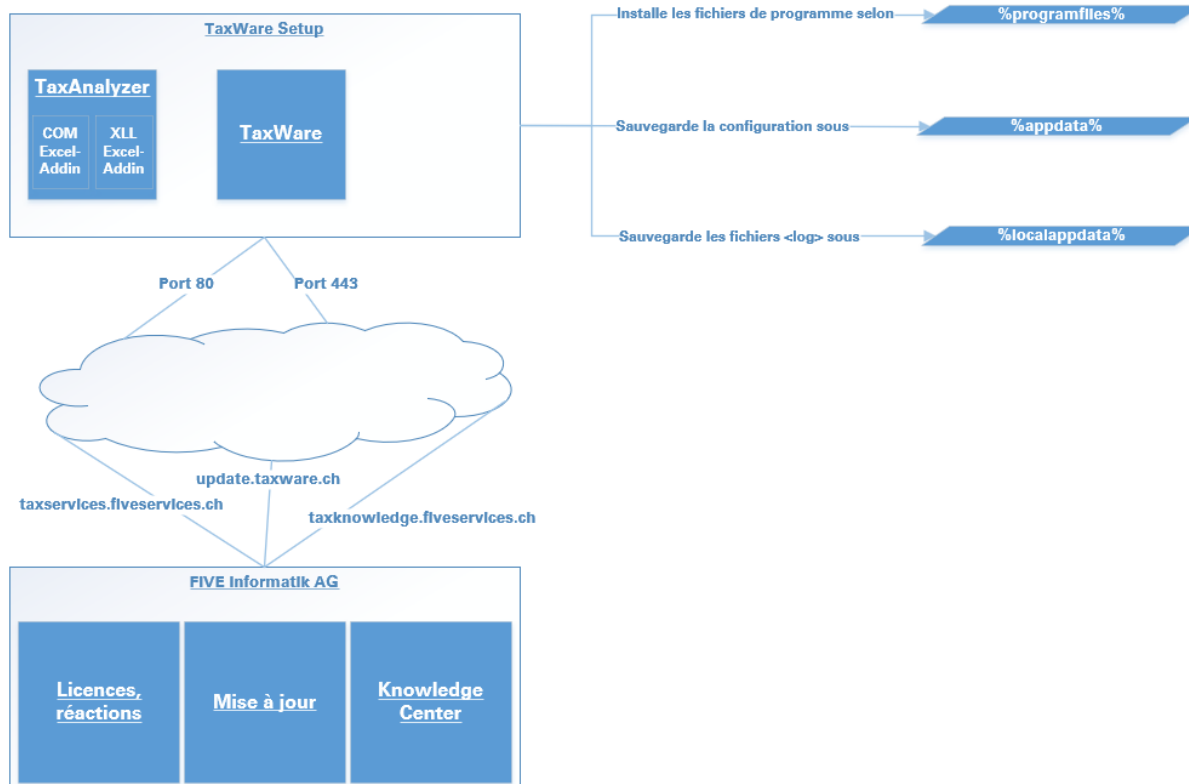 TaxWare Setup
TaxAnalyzer
COM
Excel-
Addin
XLL
Excel-
Addin
TaxWare
Installe les fichiers de programme selon
%programfiles%
Sauvegarde la configuration sous
%appdata%
Sauvegarde les fichiers <log> sous
%localappdata%
Port 80
Port 443
update.taxware.ch
taxservices.fiveservices.ch
taxknowledge.fiveservices.ch
FIVE Informatik AG
Licences,
réactions
Mise à jour
Knowledge
Center